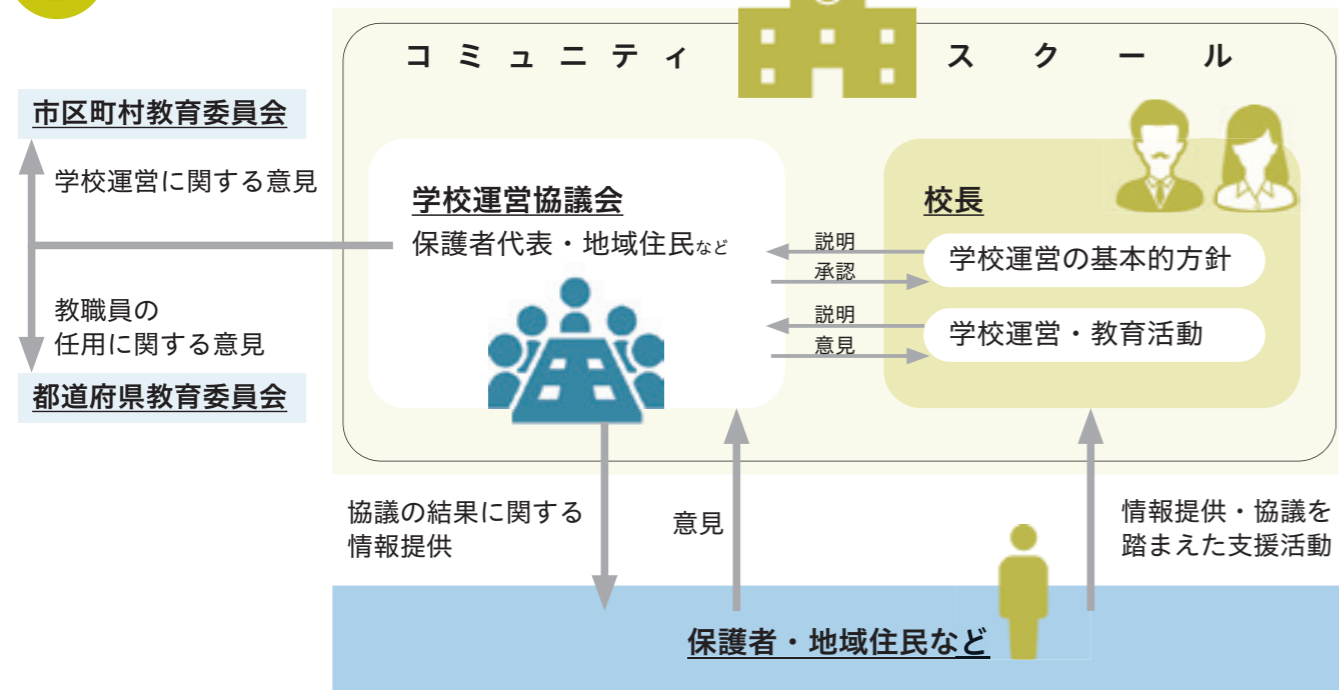 コミュニティスクール
市区町村教育委員会
学校運営に関する意見
教職員の
任用に関する意見
都道府県教育委員会
学校運営協議会
保護者代表・地域住民など
説明
承認
説明
意見
校長
学校運営の基本的方針
学校運営・教育活動
協議の結果に関する
情報提供
意見
情報提供・協議を
踏まえた支援活動
保護者・地域住民など